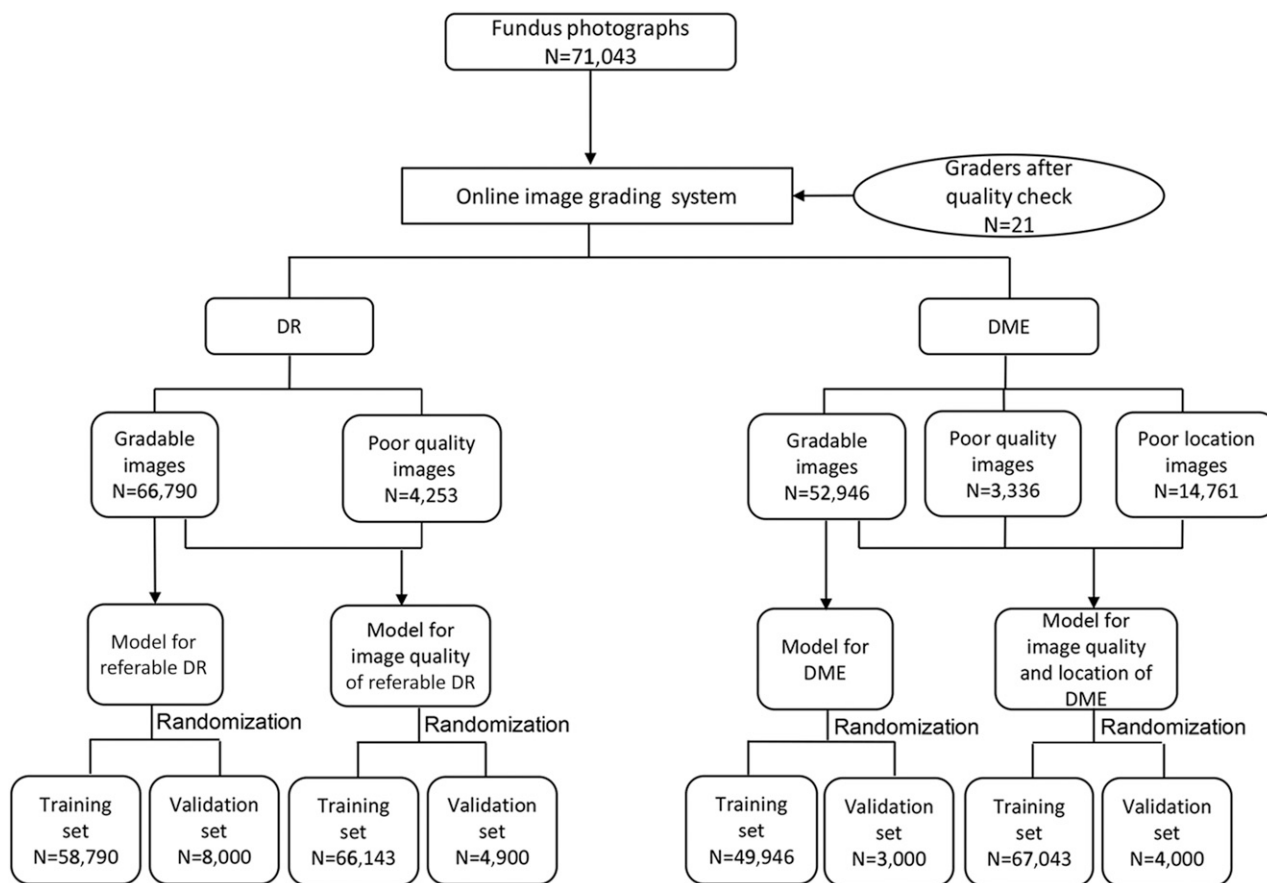 Fundus photographs
N=71,043
Online image grading system
Graders after
quality check
N=21
DR
DME
Gradable
images
N=66,790
Poor quality
images
N=4,253
Gradable
images
N=52,946
Poor quality
images
N=3,336
Poor location
images
N=14,761
Model for
referable DR
Model for
image quality
of referable DR
Model for
DME
Model for
image quality
and location of
DME
Randomization
Randomization
Randomization
Randomization
Training
set
N=58,790
Validation
set
N=8,000
Training
set
N=66,143
Validation
set
N=4,900
Training
set
N=49,946
Validation
set
N=3,000
Training
set
N=67,043
Validation
set
N=4,000